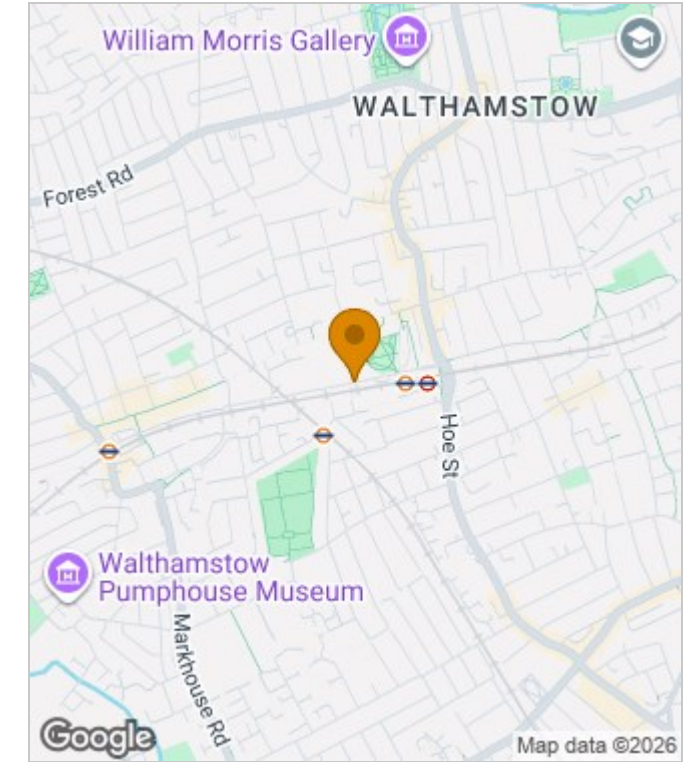 William Morris Gallery
WALTHAMSTOW
Forest Rd
Hoe St
Walthamstow
Pumphouse Museum
Markhouse Rd
Google
Map data ©2026